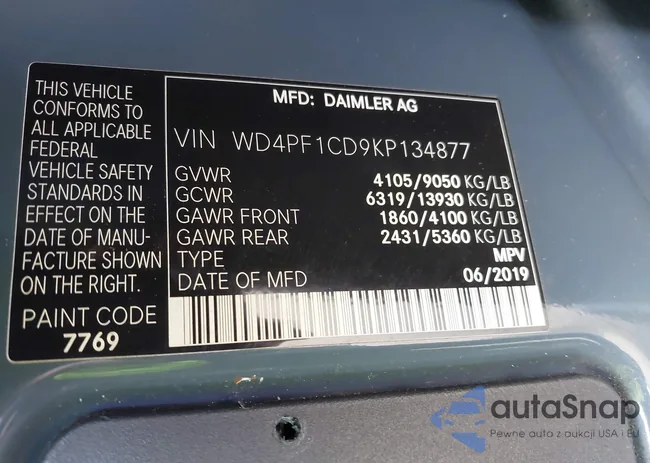 THIS VEHICLE
CONFORMS TO
ALL APPLICABLE
FEDERAL
VEHICLE SAFETY
STANDARDS IN
EFFECT ON THE
DATE OF MANU-
FACTURE SHOWN
ON THE RIGHT.
PAINT CODE
7769
MFD: DAIMLER AG
VIN WD4PF1CD9KP134877
GVWR 4105/9050 KG/LB
GCWR 6319/13930 KG/LB
GAWR FRONT 1860/4100 KG/LB
GAWR REAR 2431/5360 KG/LB
TYPE MPV
DATE OF MFD 06/2019
autaSnap
Pewne auta z aukcji USA i EU